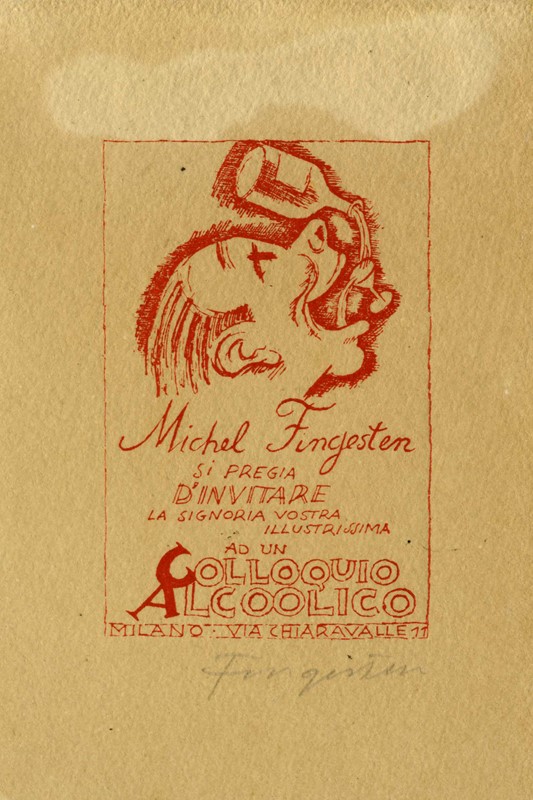 Michel Fingesten
Si PREGIA
D'INVITARE
LA SIGNORIA VOSTRA
ILLUSTRISSIMA
AD UN
COLLOQUIO
ALCOOLICO
MILANO · VIA CHIARAVALLE 11
Fingesten